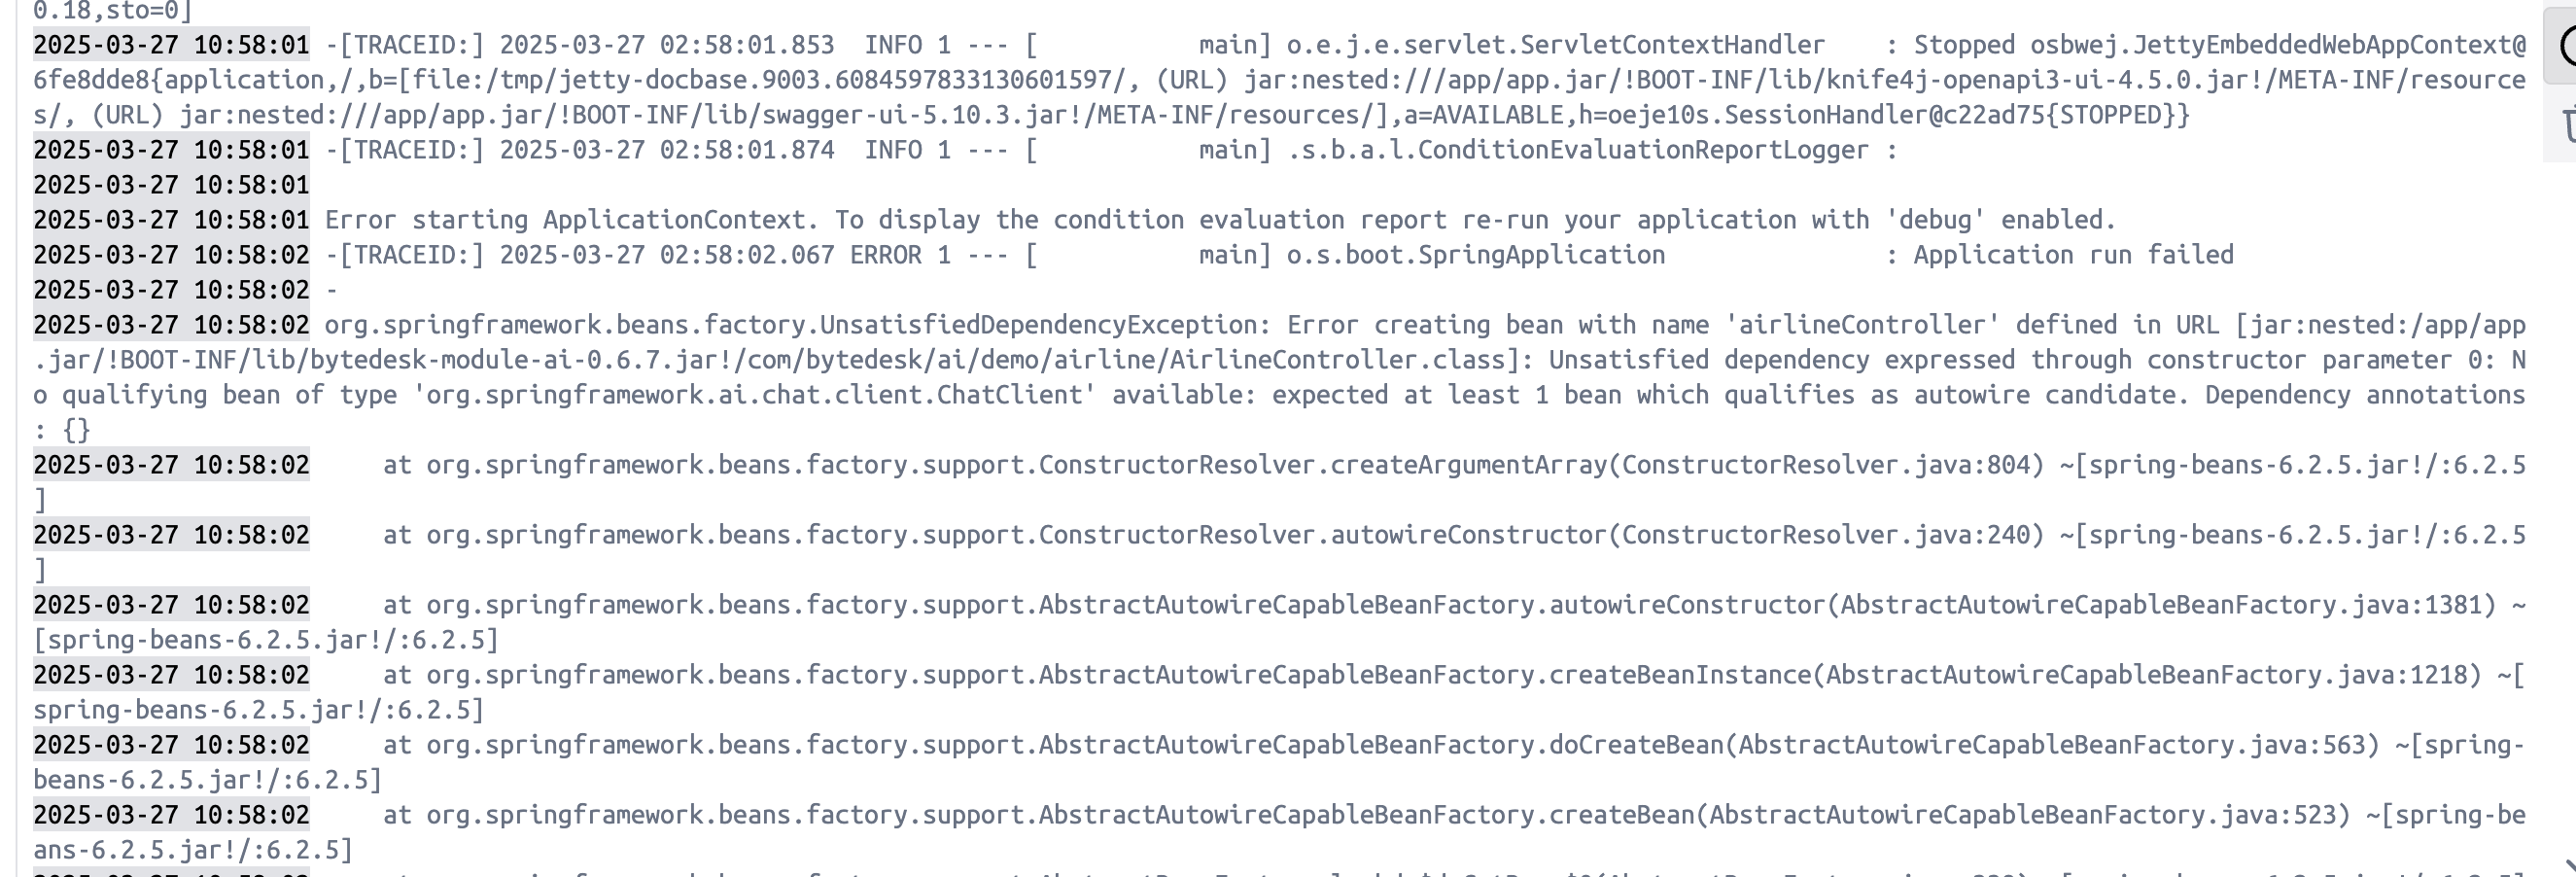 0.18,sto=0]
2025-03-27 10:58:01 -[TRACEID:] 2025-03-27 02:58:01.853  INFO 1 --- [           main] o.e.j.e.servlet.ServletContextHandler    : Stopped osbwej.JettyEmbeddedWebAppContext@
6fe8dde8{application,/,b=[file:/tmp/jetty-docbase.9003.6084597833130601597/, (URL) jar:nested:///app/app.jar/!BOOT-INF/lib/knife4j-openapi3-ui-4.5.0.jar!/META-INF/resource
s/, (URL) jar:nested:///app/app.jar/!BOOT-INF/lib/swagger-ui-5.10.3.jar!/META-INF/resources/],a=AVAILABLE,h=oeje10s.SessionHandler@c22ad75{STOPPED}}
2025-03-27 10:58:01 -[TRACEID:] 2025-03-27 02:58:01.874  INFO 1 --- [           main] .s.b.a.l.ConditionEvaluationReportLogger :
2025-03-27 10:58:01
2025-03-27 10:58:01 Error starting ApplicationContext. To display the condition evaluation report re-run your application with 'debug' enabled.
2025-03-27 10:58:02 -[TRACEID:] 2025-03-27 02:58:02.067 ERROR 1 --- [           main] o.s.boot.SpringApplication               : Application run failed
2025-03-27 10:58:02 -
2025-03-27 10:58:02 org.springframework.beans.factory.UnsatisfiedDependencyException: Error creating bean with name 'airlineController' defined in URL [jar:nested:/app/app
.jar/!BOOT-INF/lib/bytedesk-module-ai-0.6.7.jar!/com/bytedesk/ai/demo/airline/AirlineController.class]: Unsatisfied dependency expressed through constructor parameter 0: N
o qualifying bean of type 'org.springframework.ai.chat.client.ChatClient' available: expected at least 1 bean which qualifies as autowire candidate. Dependency annotations
: {}
2025-03-27 10:58:02     at org.springframework.beans.factory.support.ConstructorResolver.createArgumentArray(ConstructorResolver.java:804) ~[spring-beans-6.2.5.jar!/:6.2.5
]
2025-03-27 10:58:02     at org.springframework.beans.factory.support.ConstructorResolver.autowireConstructor(ConstructorResolver.java:240) ~[spring-beans-6.2.5.jar!/:6.2.5
]
2025-03-27 10:58:02     at org.springframework.beans.factory.support.AbstractAutowireCapableBeanFactory.autowireConstructor(AbstractAutowireCapableBeanFactory.java:1381) ~
[spring-beans-6.2.5.jar!/:6.2.5]
2025-03-27 10:58:02     at org.springframework.beans.factory.support.AbstractAutowireCapableBeanFactory.createBeanInstance(AbstractAutowireCapableBeanFactory.java:1218) ~[
spring-beans-6.2.5.jar!/:6.2.5]
2025-03-27 10:58:02     at org.springframework.beans.factory.support.AbstractAutowireCapableBeanFactory.doCreateBean(AbstractAutowireCapableBeanFactory.java:563) ~[spring-
beans-6.2.5.jar!/:6.2.5]
2025-03-27 10:58:02     at org.springframework.beans.factory.support.AbstractAutowireCapableBeanFactory.createBean(AbstractAutowireCapableBeanFactory.java:523) ~[spring-be
ans-6.2.5.jar!/:6.2.5]